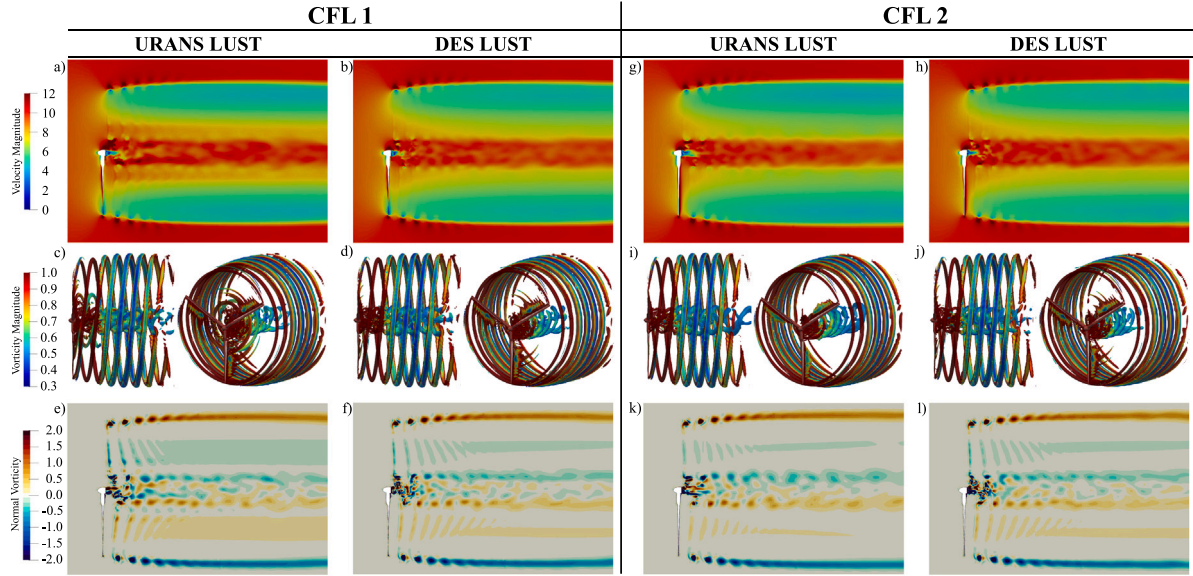 CFL 1
CFL 2
URANS LUST
DES LUST
URANS LUST
DES LUST
a)
b)
g)
h)
Velocity Magnitude
12
10
8
6
4
2
0
c)
d)
i)
j)
Vorticity Magnitude
1.0
0.9
0.8
0.7
0.6
0.5
0.4
0.3
e)
f)
k)
l)
Normal Vorticity
2.0
1.5
1.0
0.5
0.0
-0.5
-1.0
-1.5
-2.0